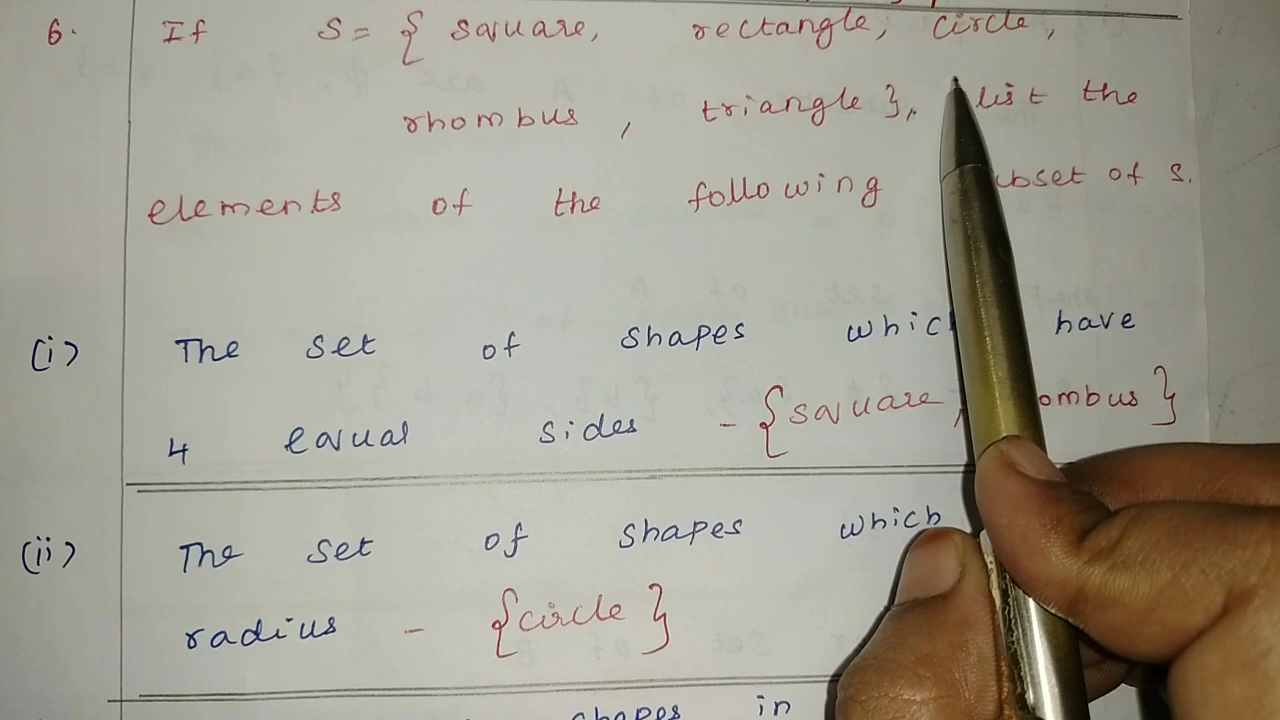 6. If S = { square, rectangle, circle,
rhombus, triangle }, list the
elements of the following ubset of s.
(i) The set of shapes which have
4 equal sides - { square, ombus }
(ii) The set of shapes which
radius - { circle }
shapes in